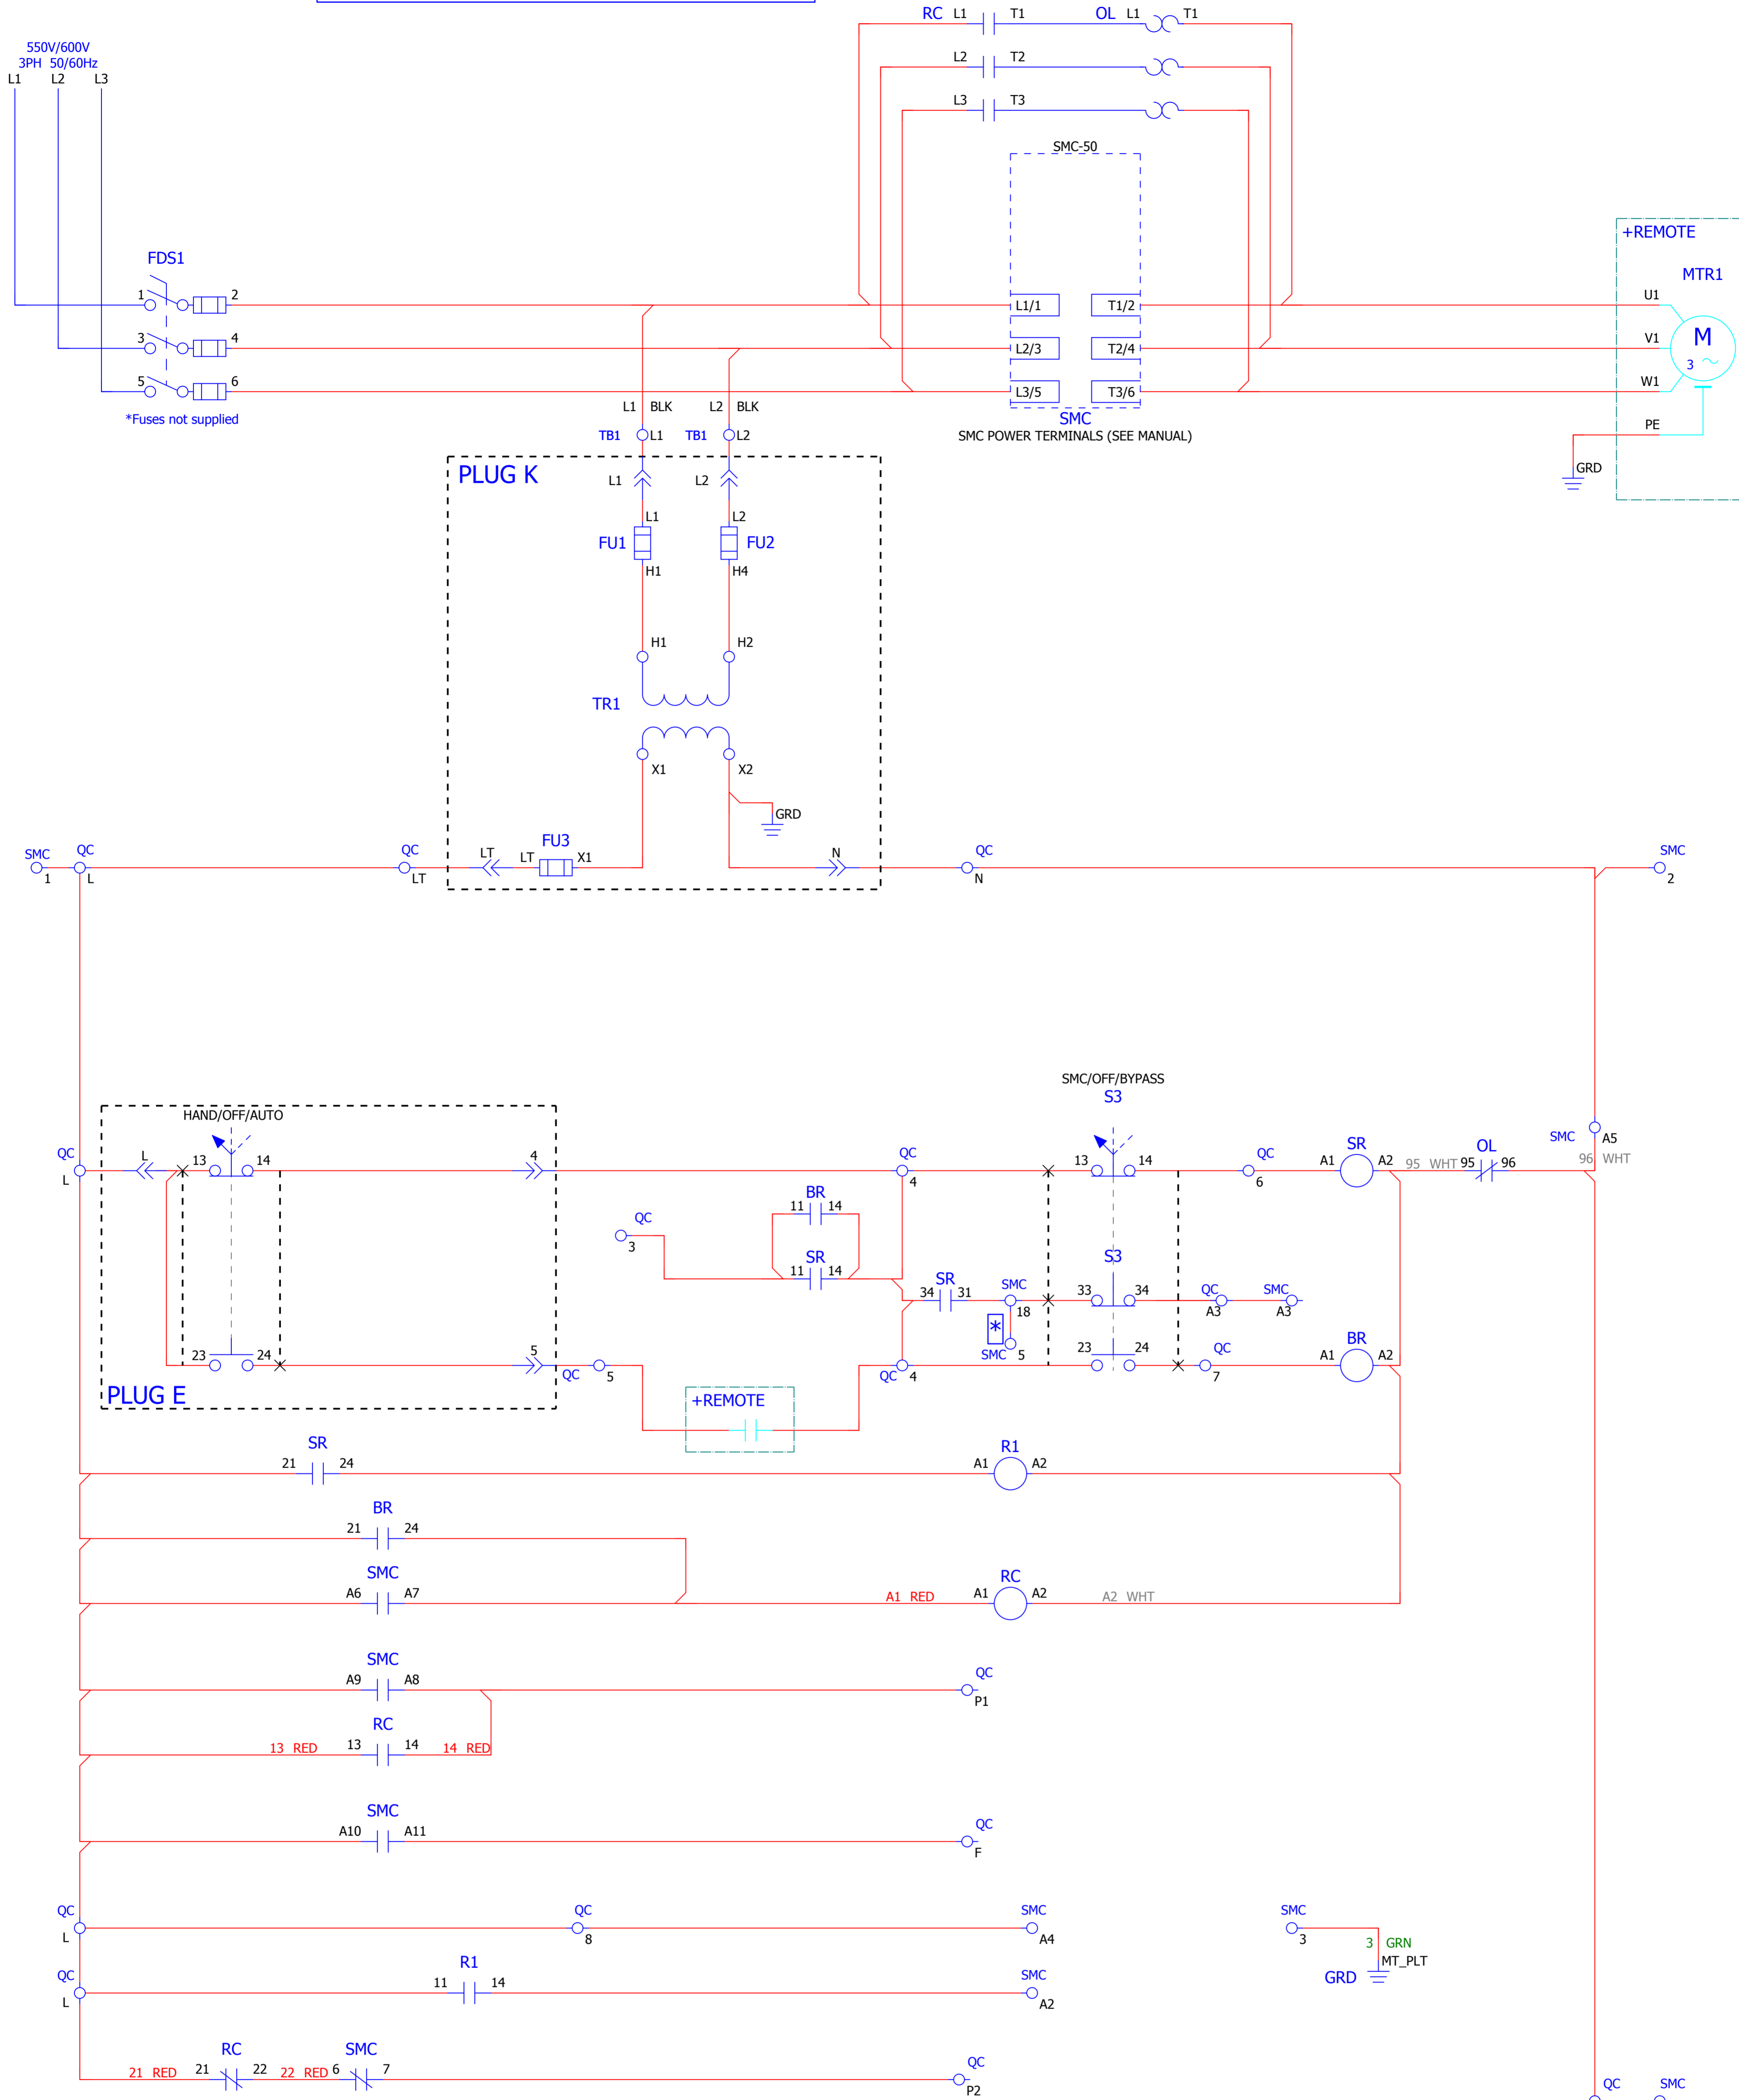 RC L1 T1 OL L1 T1
550V/600V
3PH 50/60Hz
L1 L2 L3
L2 T2
L3 T3
SMC-50
+REMOTE
MTR1
FDS1
1 2 L1/1 T1/2 U1
3 4 L2/3 T2/4 V1 M
3
5 6 L3/5 T3/6 W1
*Fuses not supplied
L1 BLK L2 BLK
SMC
SMC POWER TERMINALS (SEE MANUAL)
PE
GRD
TB1 L1 TB1 L2
PLUG K
L1 L2
L1 L2
FU1 FU2
H1 H4
H1 H2
TR1
X1 X2
GRD
FU3
SMC QC QC LT LT X1 N QC SMC
1 L LT N 2
SMC/OFF/BYPASS
S3
HAND/OFF/AUTO
QC L 13 14 4 QC 13 14 QC SR OL SMC A5
L 4 6 A1 A2 95 WHT 95 96 96 WHT
BR
11 14
QC
3
SR
11 14
S3
SR
34 31 SMC 33 34 QC SMC
18 A3 A3
*
SMC 5
23 24 5 QC 5 QC 4 23 24 QC 7 BR A1 A2
PLUG E
+REMOTE
SR R1
21 24 A1 A2
BR
21 24
SMC RC
A6 A7 A1 RED A1 A2 A2 WHT
SMC QC
A9 A8 P1
RC
13 RED 13 14 14 RED
SMC QC
A10 A11 F
QC QC SMC SMC
L 8 A4 3
3 GRN
MT_PLT
GRD
QC R1 SMC
L 11 14 A2
RC SMC QC
21 RED 21 22 22 RED 6 7 P2
QC SMC